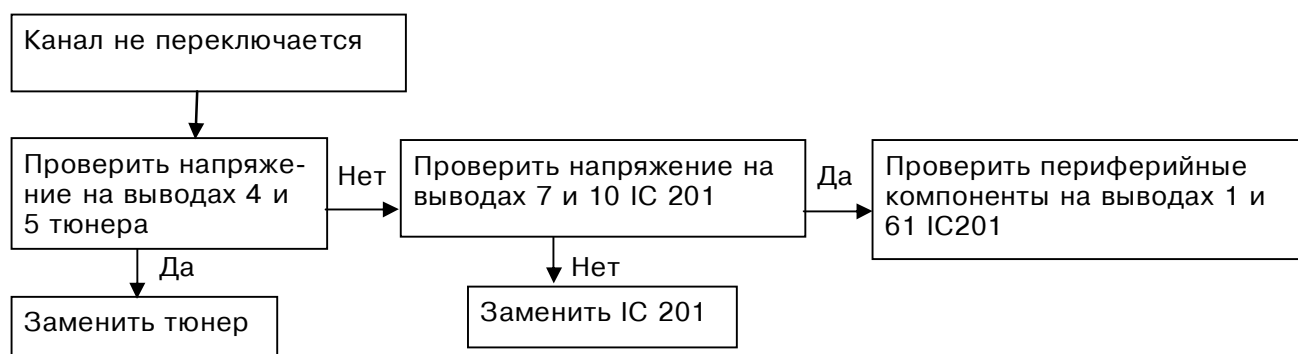 Канал не переключается
Проверить напряже-
ние на выводах 4 и
5 тюнера
Нет
Проверить напряжение на
выводах 7 и 10 IC 201
Да
Проверить периферийные
компоненты на выводах 1 и
61 IC201
Да
Заменить тюнер
Нет
Заменить IC 201